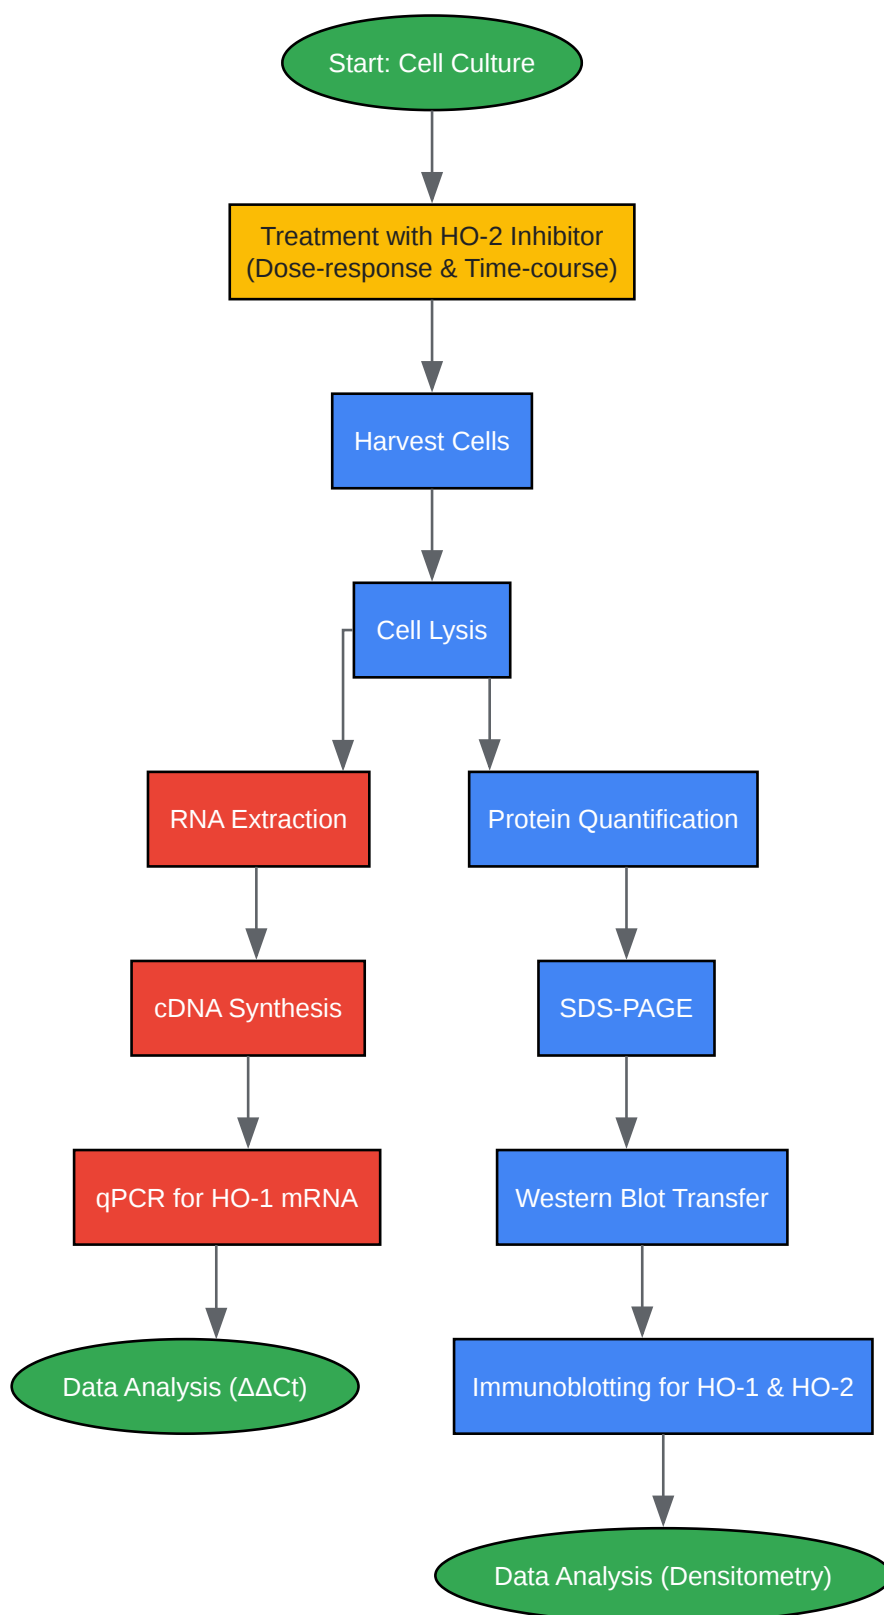 Start: Cell Culture
Treatment with HO-2 Inhibitor
(Dose-response & Time-course)
Harvest Cells
Cell Lysis
RNA Extraction
Protein Quantification
cDNA Synthesis
SDS-PAGE
qPCR for HO-1 mRNA
Western Blot Transfer
Data Analysis (ΔΔCt)
Immunoblotting for HO-1 & HO-2
Data Analysis (Densitometry)